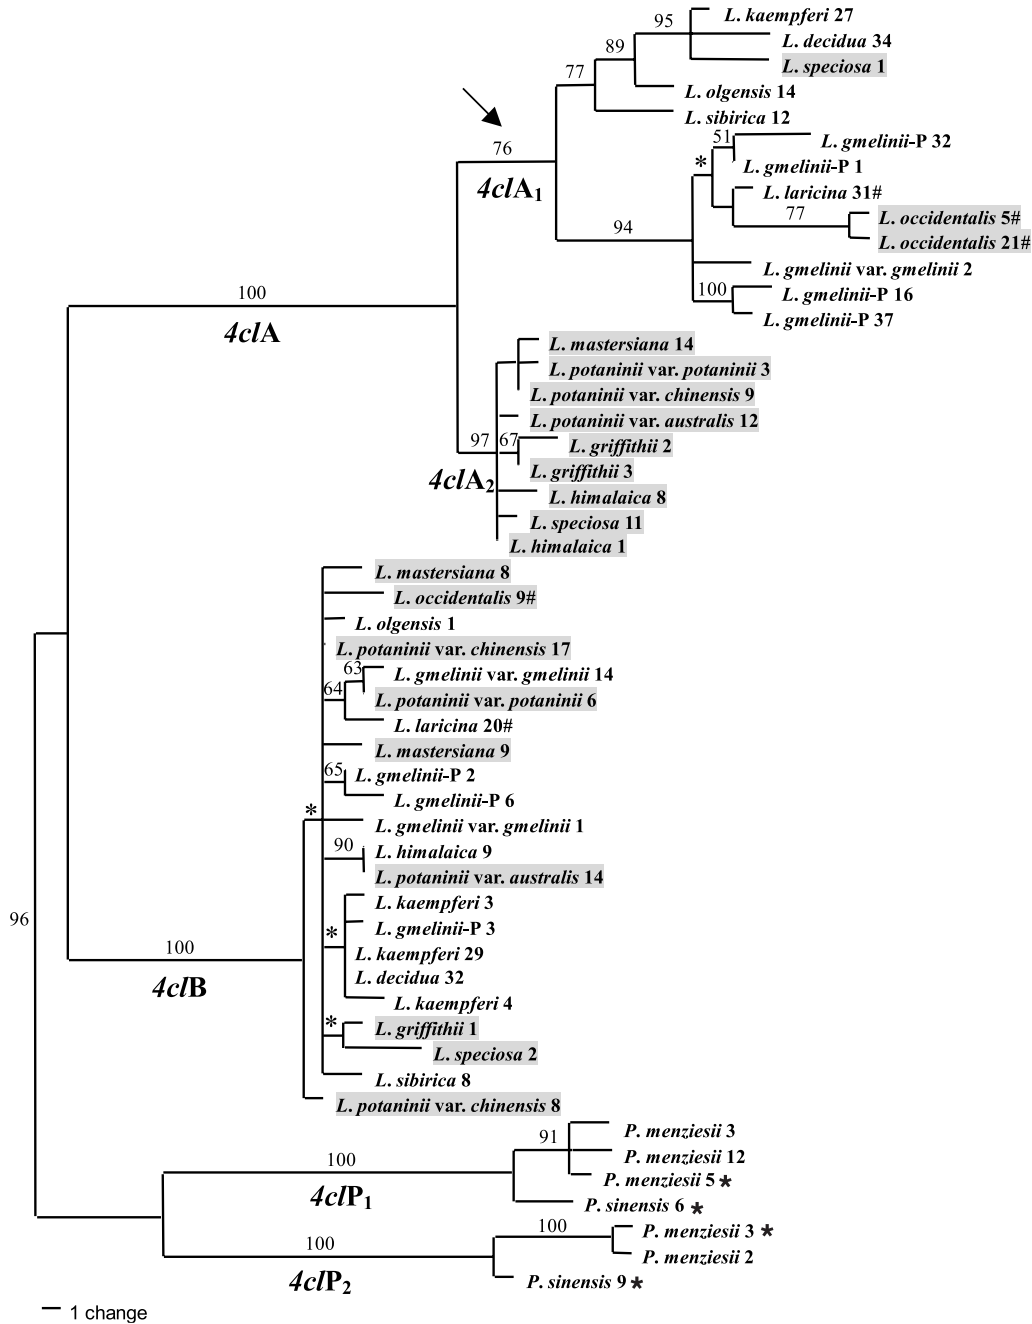 95
L. kaempferi 27
L. decidua 34
89
L. speciosa 1
77
L. olgensis 14
L. sibirica 12
76
4clA1
51
L. gmelinii-P 32
*
L. gmelinii-P 1
L. laricina 31#
77
L. occidentalis 5#
94
L. occidentalis 21#
L. gmelinii var. gmelinii 2
100
L. gmelinii-P 16
L. gmelinii-P 37
100
4clA
L. mastersiana 14
L. potaninii var. potaninii 3
L. potaninii var. chinensis 9
L. potaninii var. australis 12
97
67
L. griffithii 2
4clA2
L. griffithii 3
L. himalaica 8
L. speciosa 11
L. himalaica 1
L. mastersiana 8
L. occidentalis 9#
L. olgensis 1
L. potaninii var. chinensis 17
63
L. gmelinii var. gmelinii 14
64
L. potaninii var. potaninii 6
L. laricina 20#
L. mastersiana 9
65
L. gmelinii-P 2
L. gmelinii-P 6
*
L. gmelinii var. gmelinii 1
90
L. himalaica 9
L. potaninii var. australis 14
L. kaempferi 3
96
*
L. gmelinii-P 3
100
L. kaempferi 29
4clB
L. decidua 32
L. kaempferi 4
*
L. griffithii 1
L. speciosa 2
L. sibirica 8
L. potaninii var. chinensis 8
91
P. menziesii 3
P. menziesii 12
100
4clP1
P. menziesii 5 *
P. sinensis 6 *
100
P. menziesii 3 *
100
P. menziesii 2
4clP2
P. sinensis 9 *
1 change